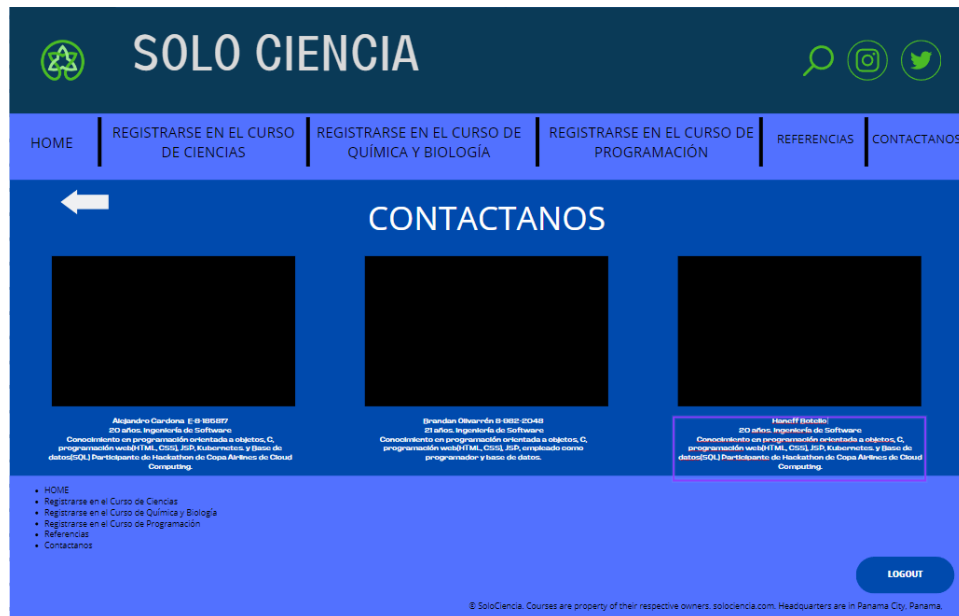 SOLO CIENCIA
HOME
REGISTRARSE EN EL CURSO
DE CIENCIAS
REGISTRARSE EN EL CURSO DE
QUÍMICA Y BIOLOGÍA
REGISTRARSE EN EL CURSO DE
PROGRAMACIÓN
REFERENCIAS
CONTACTANOS
CONTACTANOS
Alejandro Cardona E-8-186817
20 años. Ingeniería de Software
Conocimiento en programación orientada a objetos, C,
programación web(HTML, CSS), JSP, Kubernetes. y Base de
datos(SQL) Participante de Hackathon de Copa Airlines de Cloud
Computing.
Brandan Olivarrén 8-982-2048
21 años. Ingeniería de Software
Conocimiento en programación orientada a objetos, C,
programación web(HTML, CSS), JSP, empleado como
programador y base de datos.
Haneff Botello
20 años. Ingeniería de Software
Conocimiento en programación orientada a objetos, C,
programación web(HTML, CSS), JSP, Kubernetes. y Base de
datos(SQL) Participante de Hackathon de Copa Airlines de Cloud
Computing.
HOME
Registrarse en el Curso de Ciencias
Registrarse en el Curso de Química y Biología
Registrarse en el Curso de Programación
Referencias
Contactanos
LOGOUT
© SoloCiencia. Courses are property of their respective owners. solociencia.com. Headquarters are in Panama City, Panama,